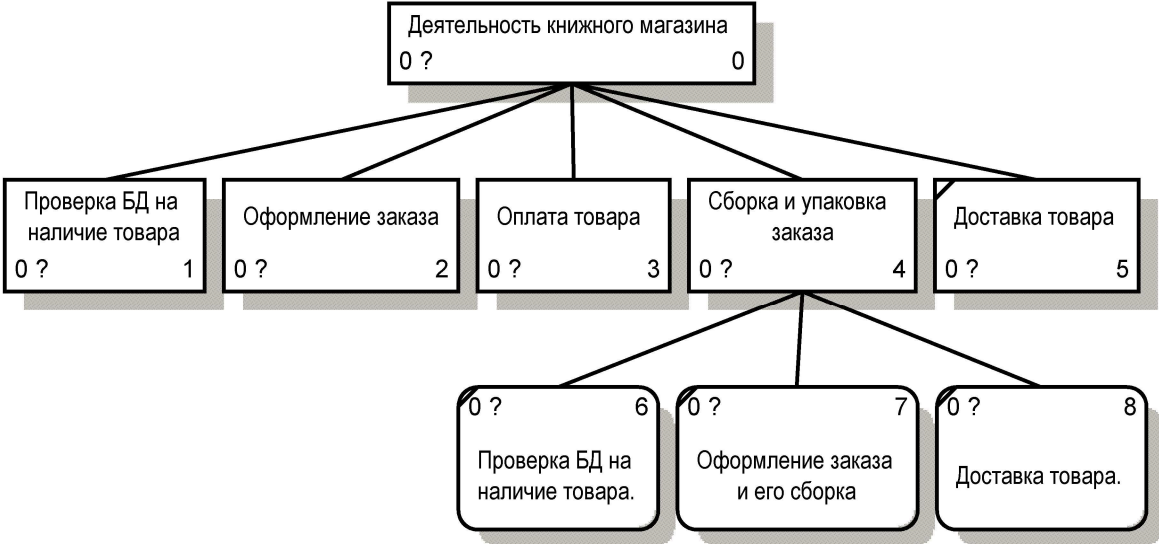 Деятельность книжного магазина
0 ? 0
Проверка БД на
наличие товара
0 ? 1
Оформление заказа
0 ? 2
Оплата товара
0 ? 3
Сборка и упаковка
заказа
0 ? 4
Доставка товара
0 ? 5
0 ? 6
Проверка БД на
наличие товара.
0 ? 7
Оформление заказа
и его сборка
0 ? 8
Доставка товара.